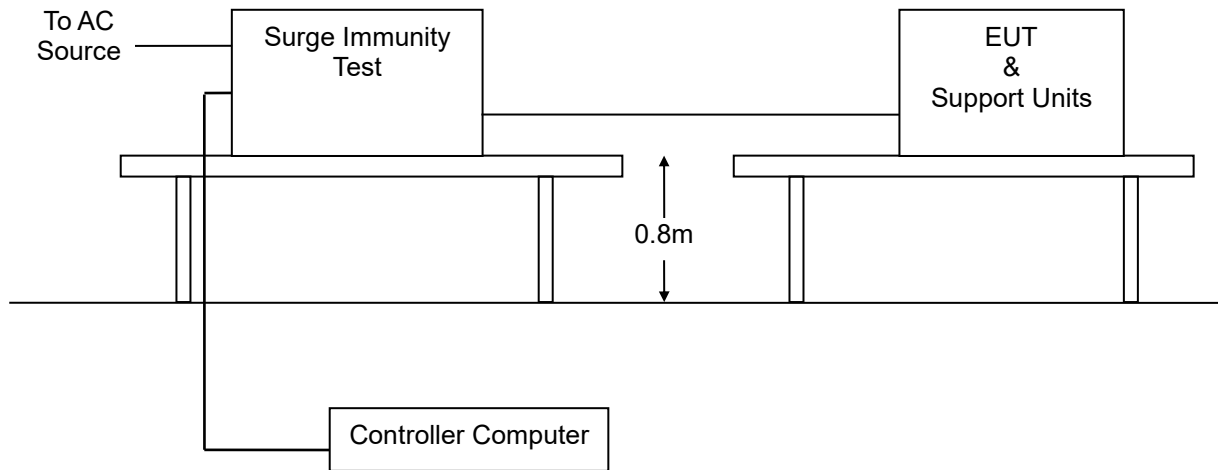 To AC
Source
Surge Immunity
Test
EUT
&
Support Units
0.8m
Controller Computer